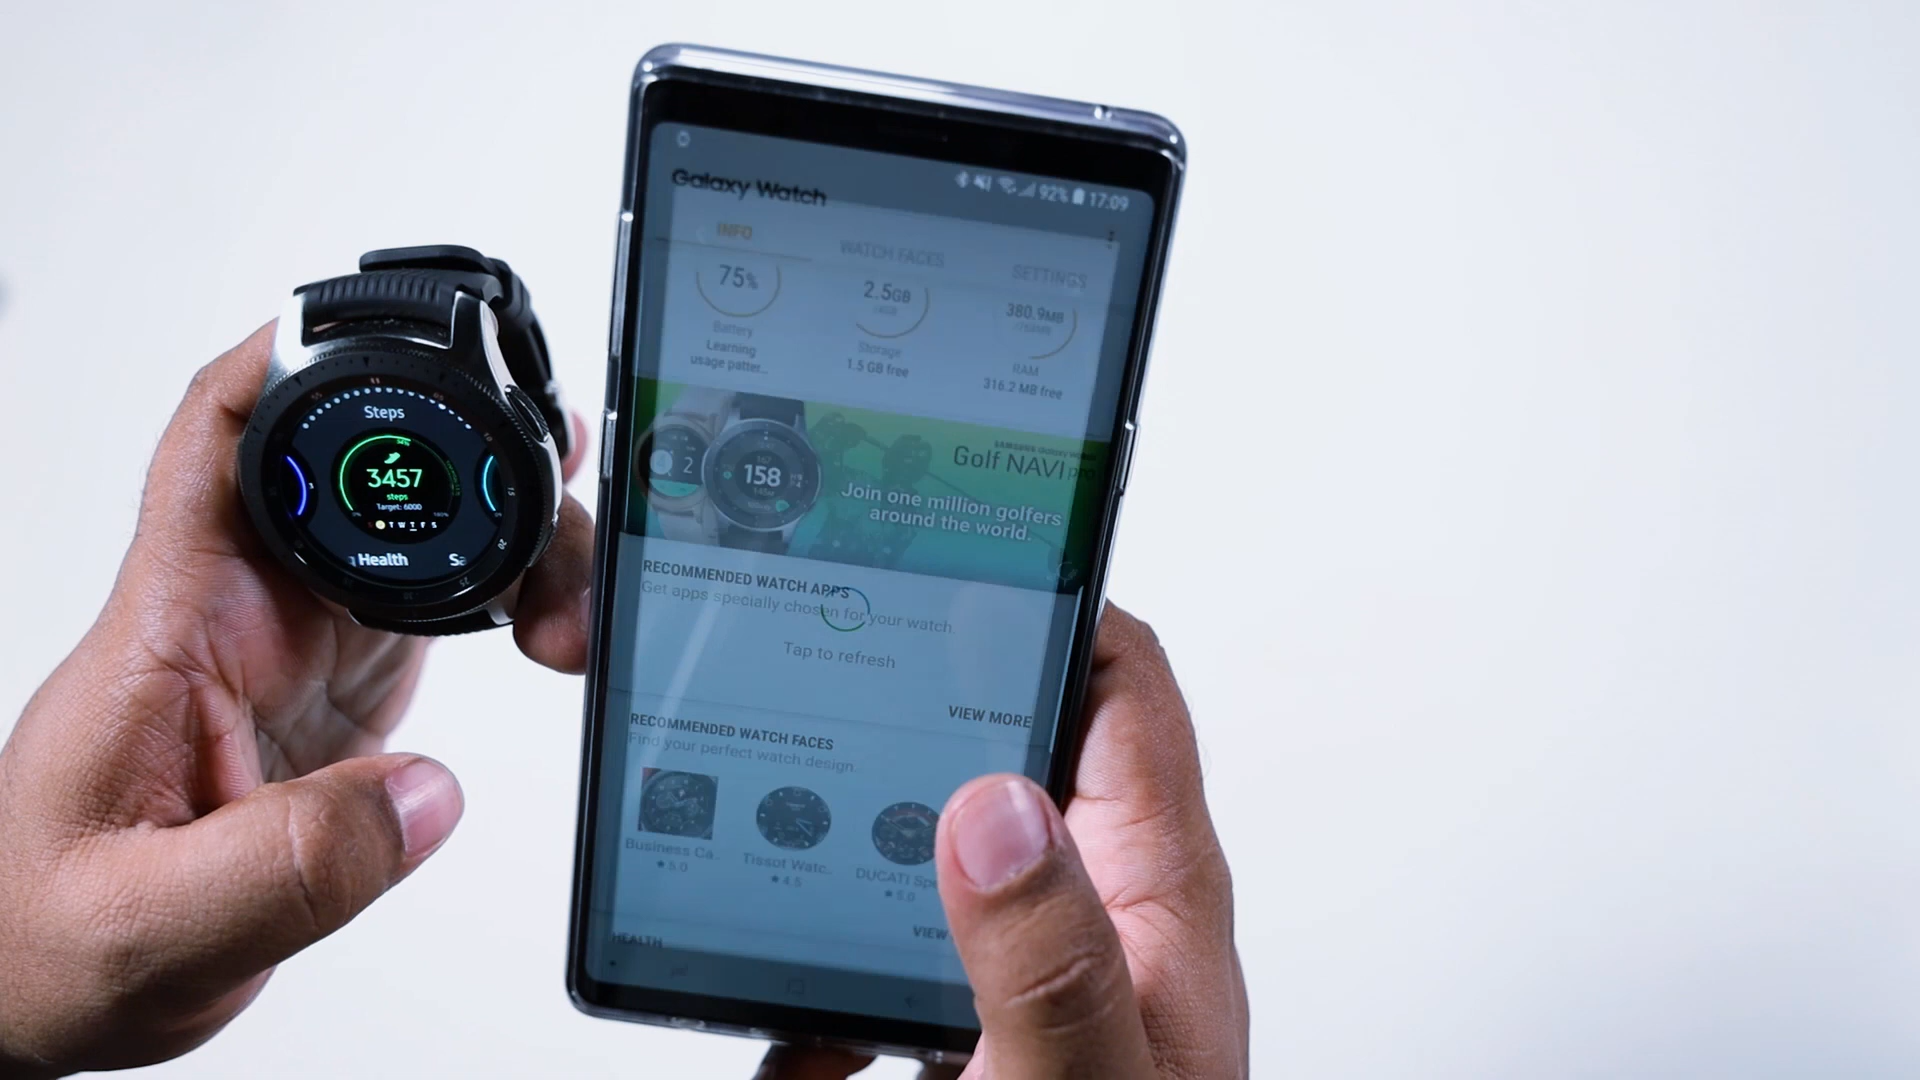 Steps
3457
steps
Target: 6000
T W T F S
Health
Sa
92% 17:09
Galaxy Watch
INFO
WATCH FACES
SETTINGS
75%
2.5GB
380.9MB
Battery
Storage
RAM
Learning
usage patter...
1.5 GB free
316.2 MB free
2
158
Golf NAVI pro
Join one million golfers
around the world.
RECOMMENDED WATCH APPS
Get apps specially chosen for your watch.
Tap to refresh
VIEW MORE
RECOMMENDED WATCH FACES
Find your perfect watch design.
Business Ca..
★ 5.0
Tissot Watc..
★ 4.5
DUCATI Spe
★ 5.0
VIEW
HEALTH